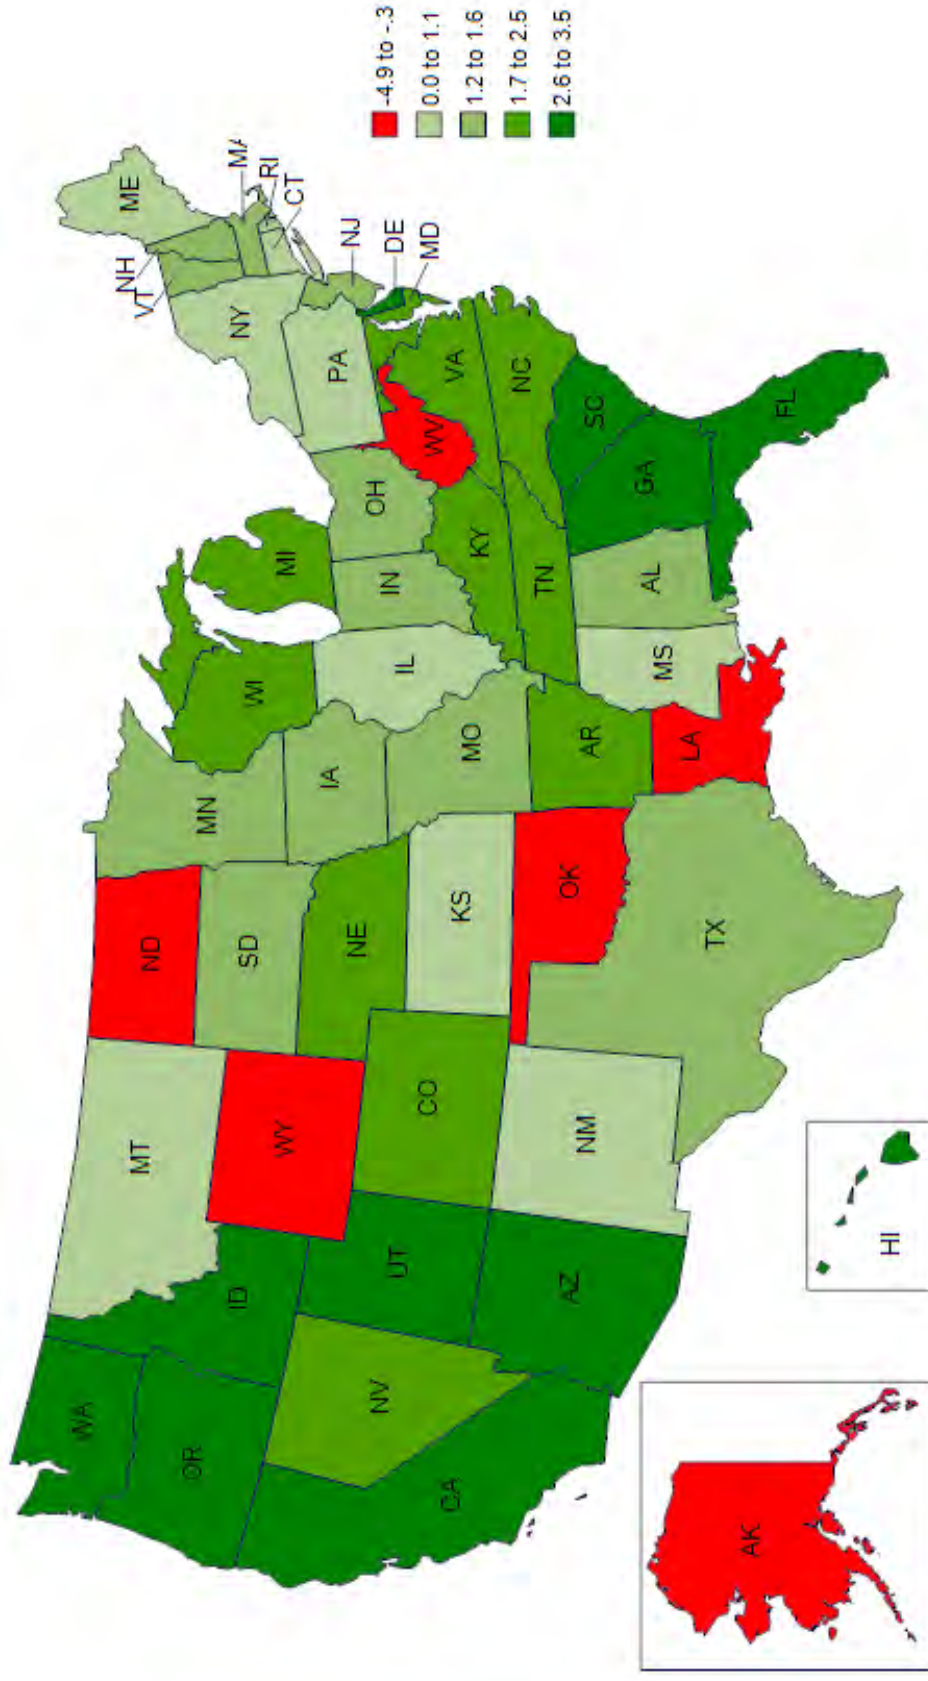 WA
OR
CA
NV
ID
MT
WY
UT
AZ
CO
NM
ND
SD
NE
KS
OK
TX
MN
IA
MO
AR
LA
WI
IL
MI
IN
OH
KY
TN
MS
AL
GA
FL
SC
NC
VA
WV
PA
NY
VT
NH
ME
RI
CT
NJ
DE
MD
AK
HI
-4.9 to -.3
0.0 to 1.1
1.2 to 1.6
1.7 to 2.5
2.6 to 3.5